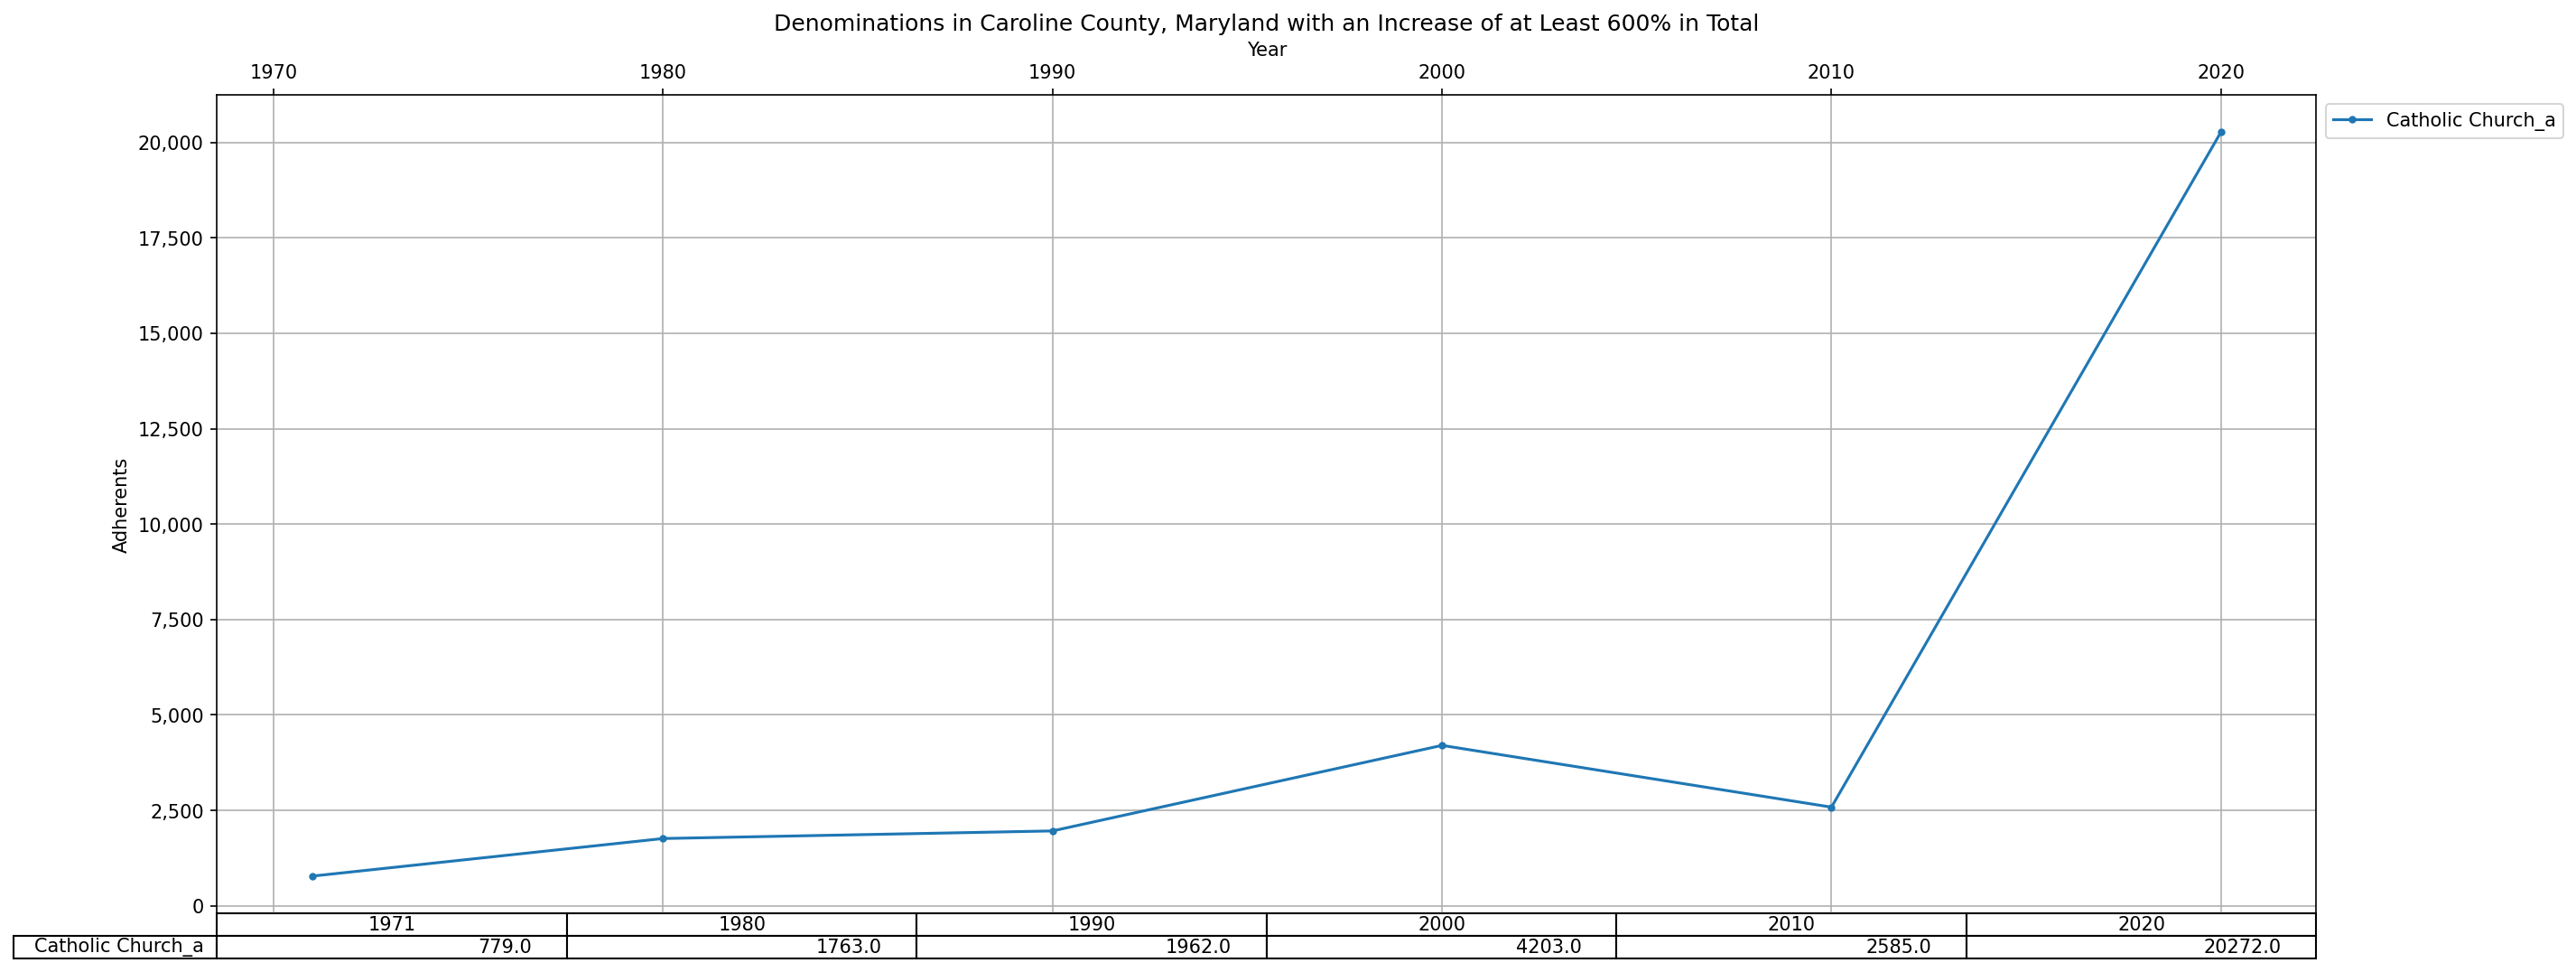 Denominations in Caroline County, Maryland with an Increase of at Least 600% in Total
Year
1970 1980 1990 2000 2010 2020
Catholic Church_a
20,000
17,500
15,000
12,500
10,000
7,500
5,000
2,500
0
Adherents
1971 1980 1990 2000 2010 2020
Catholic Church_a 779.0 1763.0 1962.0 4203.0 2585.0 20272.0